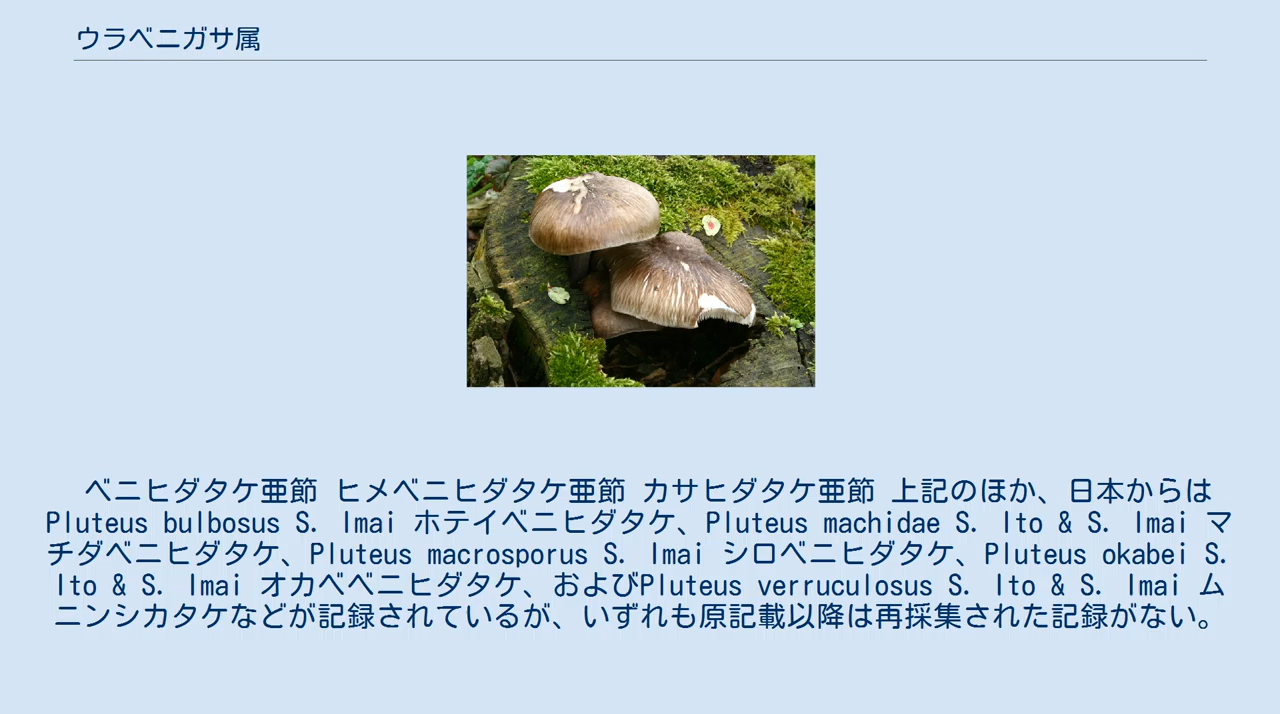 ウラベニガサ属
ベニヒダタケ亜節 ヒメベニヒダタケ亜節 カサヒダタケ亜節 上記のほか、日本からは
Pluteus bulbosus S. Imai ホテイベニヒダタケ、Pluteus machidae S. Ito & S. Imai マ
チダベニヒダタケ、Pluteus macrosporus S. Imai シロベニヒダタケ、Pluteus okabei S.
Ito & S. Imai オカベベニヒダタケ、およびPluteus verruculosus S. Ito & S. Imai ム
ニンシカタケなどが記録されているが、いずれも原記載以降は再採集された記録がない。